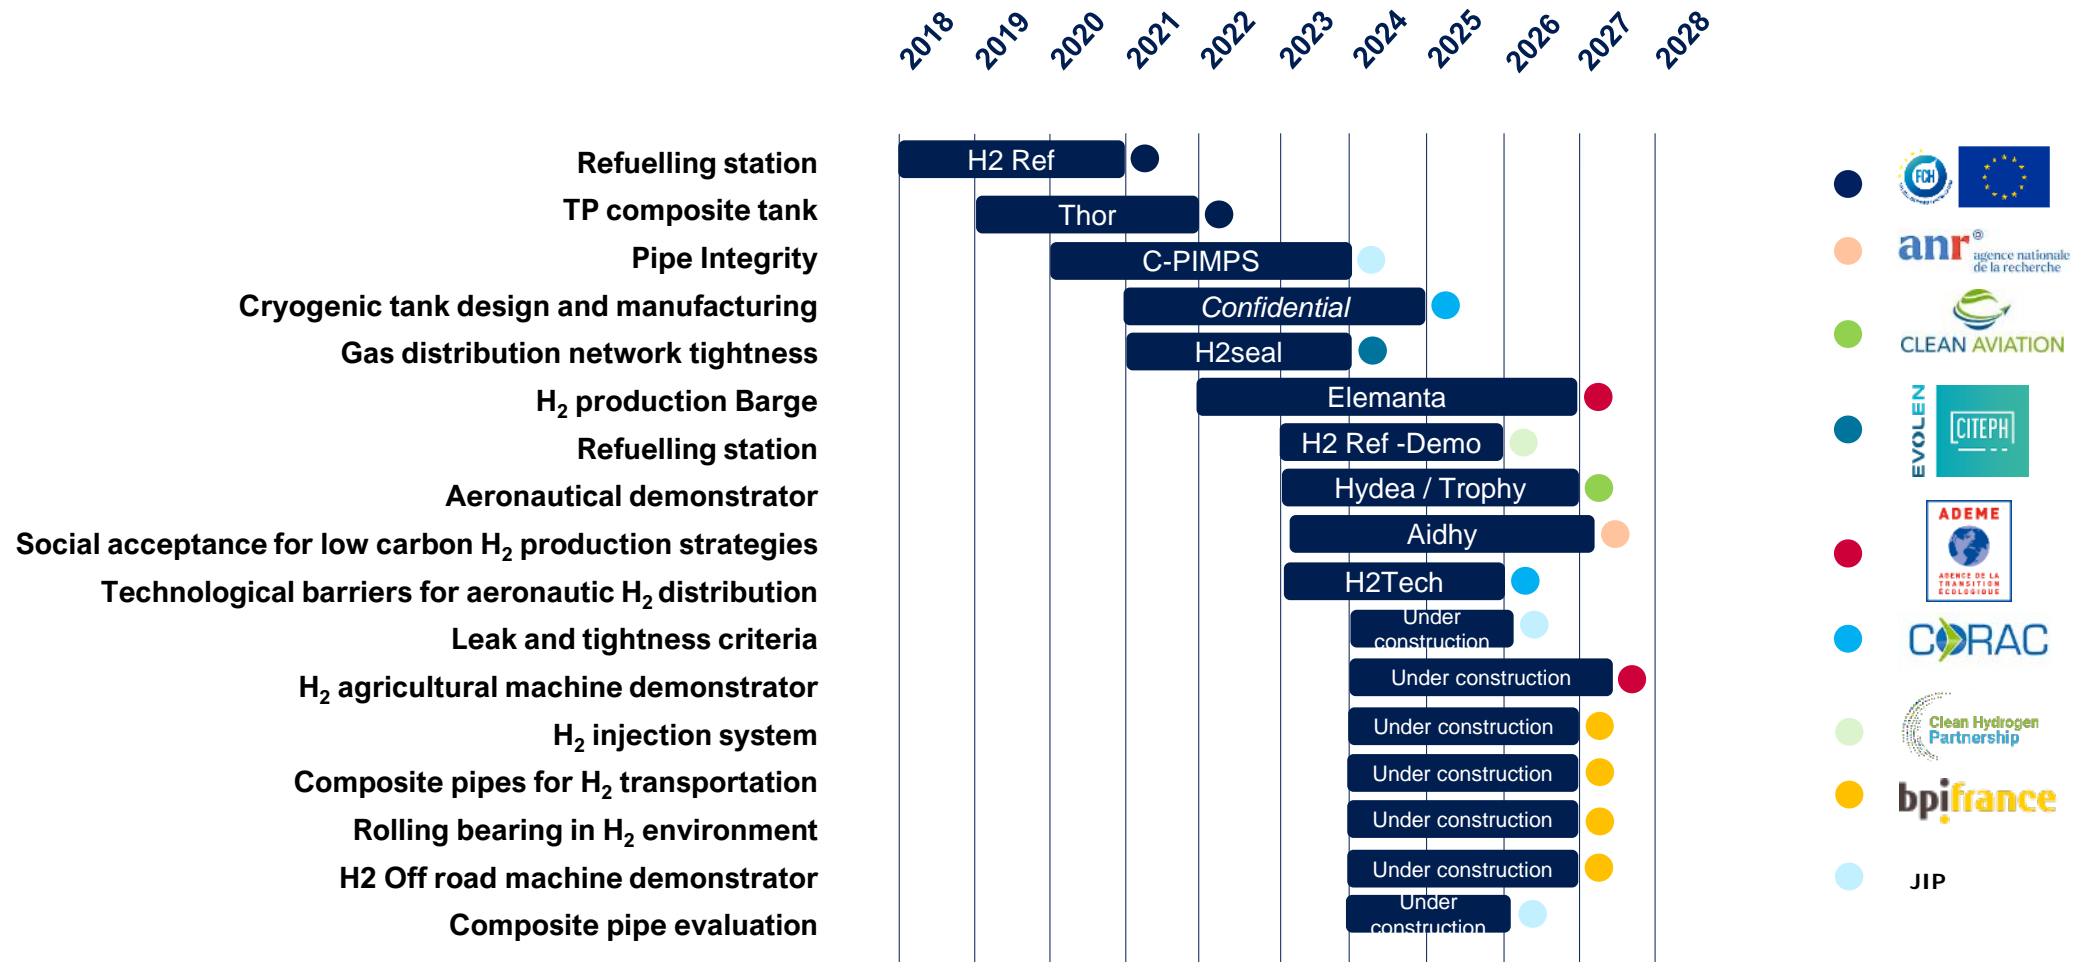 2018 2019 2020 2021 2022 2023 2024 2025 2026 2027 2028
Refuelling station H2 Ref
TP composite tank Thor
Pipe Integrity C-PIMPS
Cryogenic tank design and manufacturing Confidential
Gas distribution network tightness H2seal
H₂ production Barge Elemanta
Refuelling station H2 Ref -Demo
Aeronautical demonstrator Hydea / Trophy
Social acceptance for low carbon H₂ production strategies Aidhy
Technological barriers for aeronautic H₂ distribution H2Tech
Leak and tightness criteria Under
construction
H₂ agricultural machine demonstrator Under construction
H₂ injection system Under construction
Composite pipes for H₂ transportation Under construction
Rolling bearing in H₂ environment Under construction
H2 Off road machine demonstrator Under construction
Composite pipe evaluation Under
construction
FCH
anr
agence nationale
de la recherche
CLEAN AVIATION
EVOLEN
CITEPH
ADEME
AGENCE DE LA
TRANSITION
ÉCOLOGIQUE
CORAC
Clean Hydrogen
Partnership
bpifrance
JIP